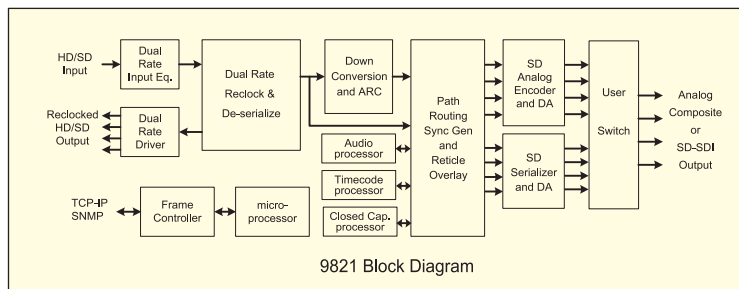 HD/SD
Input
Dual
Rate
Input Eq.
Dual Rate
Reclock &
De-serialize
Down
Conversion
and ARC
Reclocked
HD/SD
Output
Dual
Rate
Driver
Audio
processor
Timecode
processor
Closed Cap.
processor
Path
Routing
Sync Gen
and
Reticle
Overlay
SD
Analog
Encoder
and DA
SD
Serializer
and DA
User
Switch
Analog
Composite
or
SD-SDI
Output
TCP-IP
SNMP
Frame
Controller
micro-
processor
9821 Block Diagram